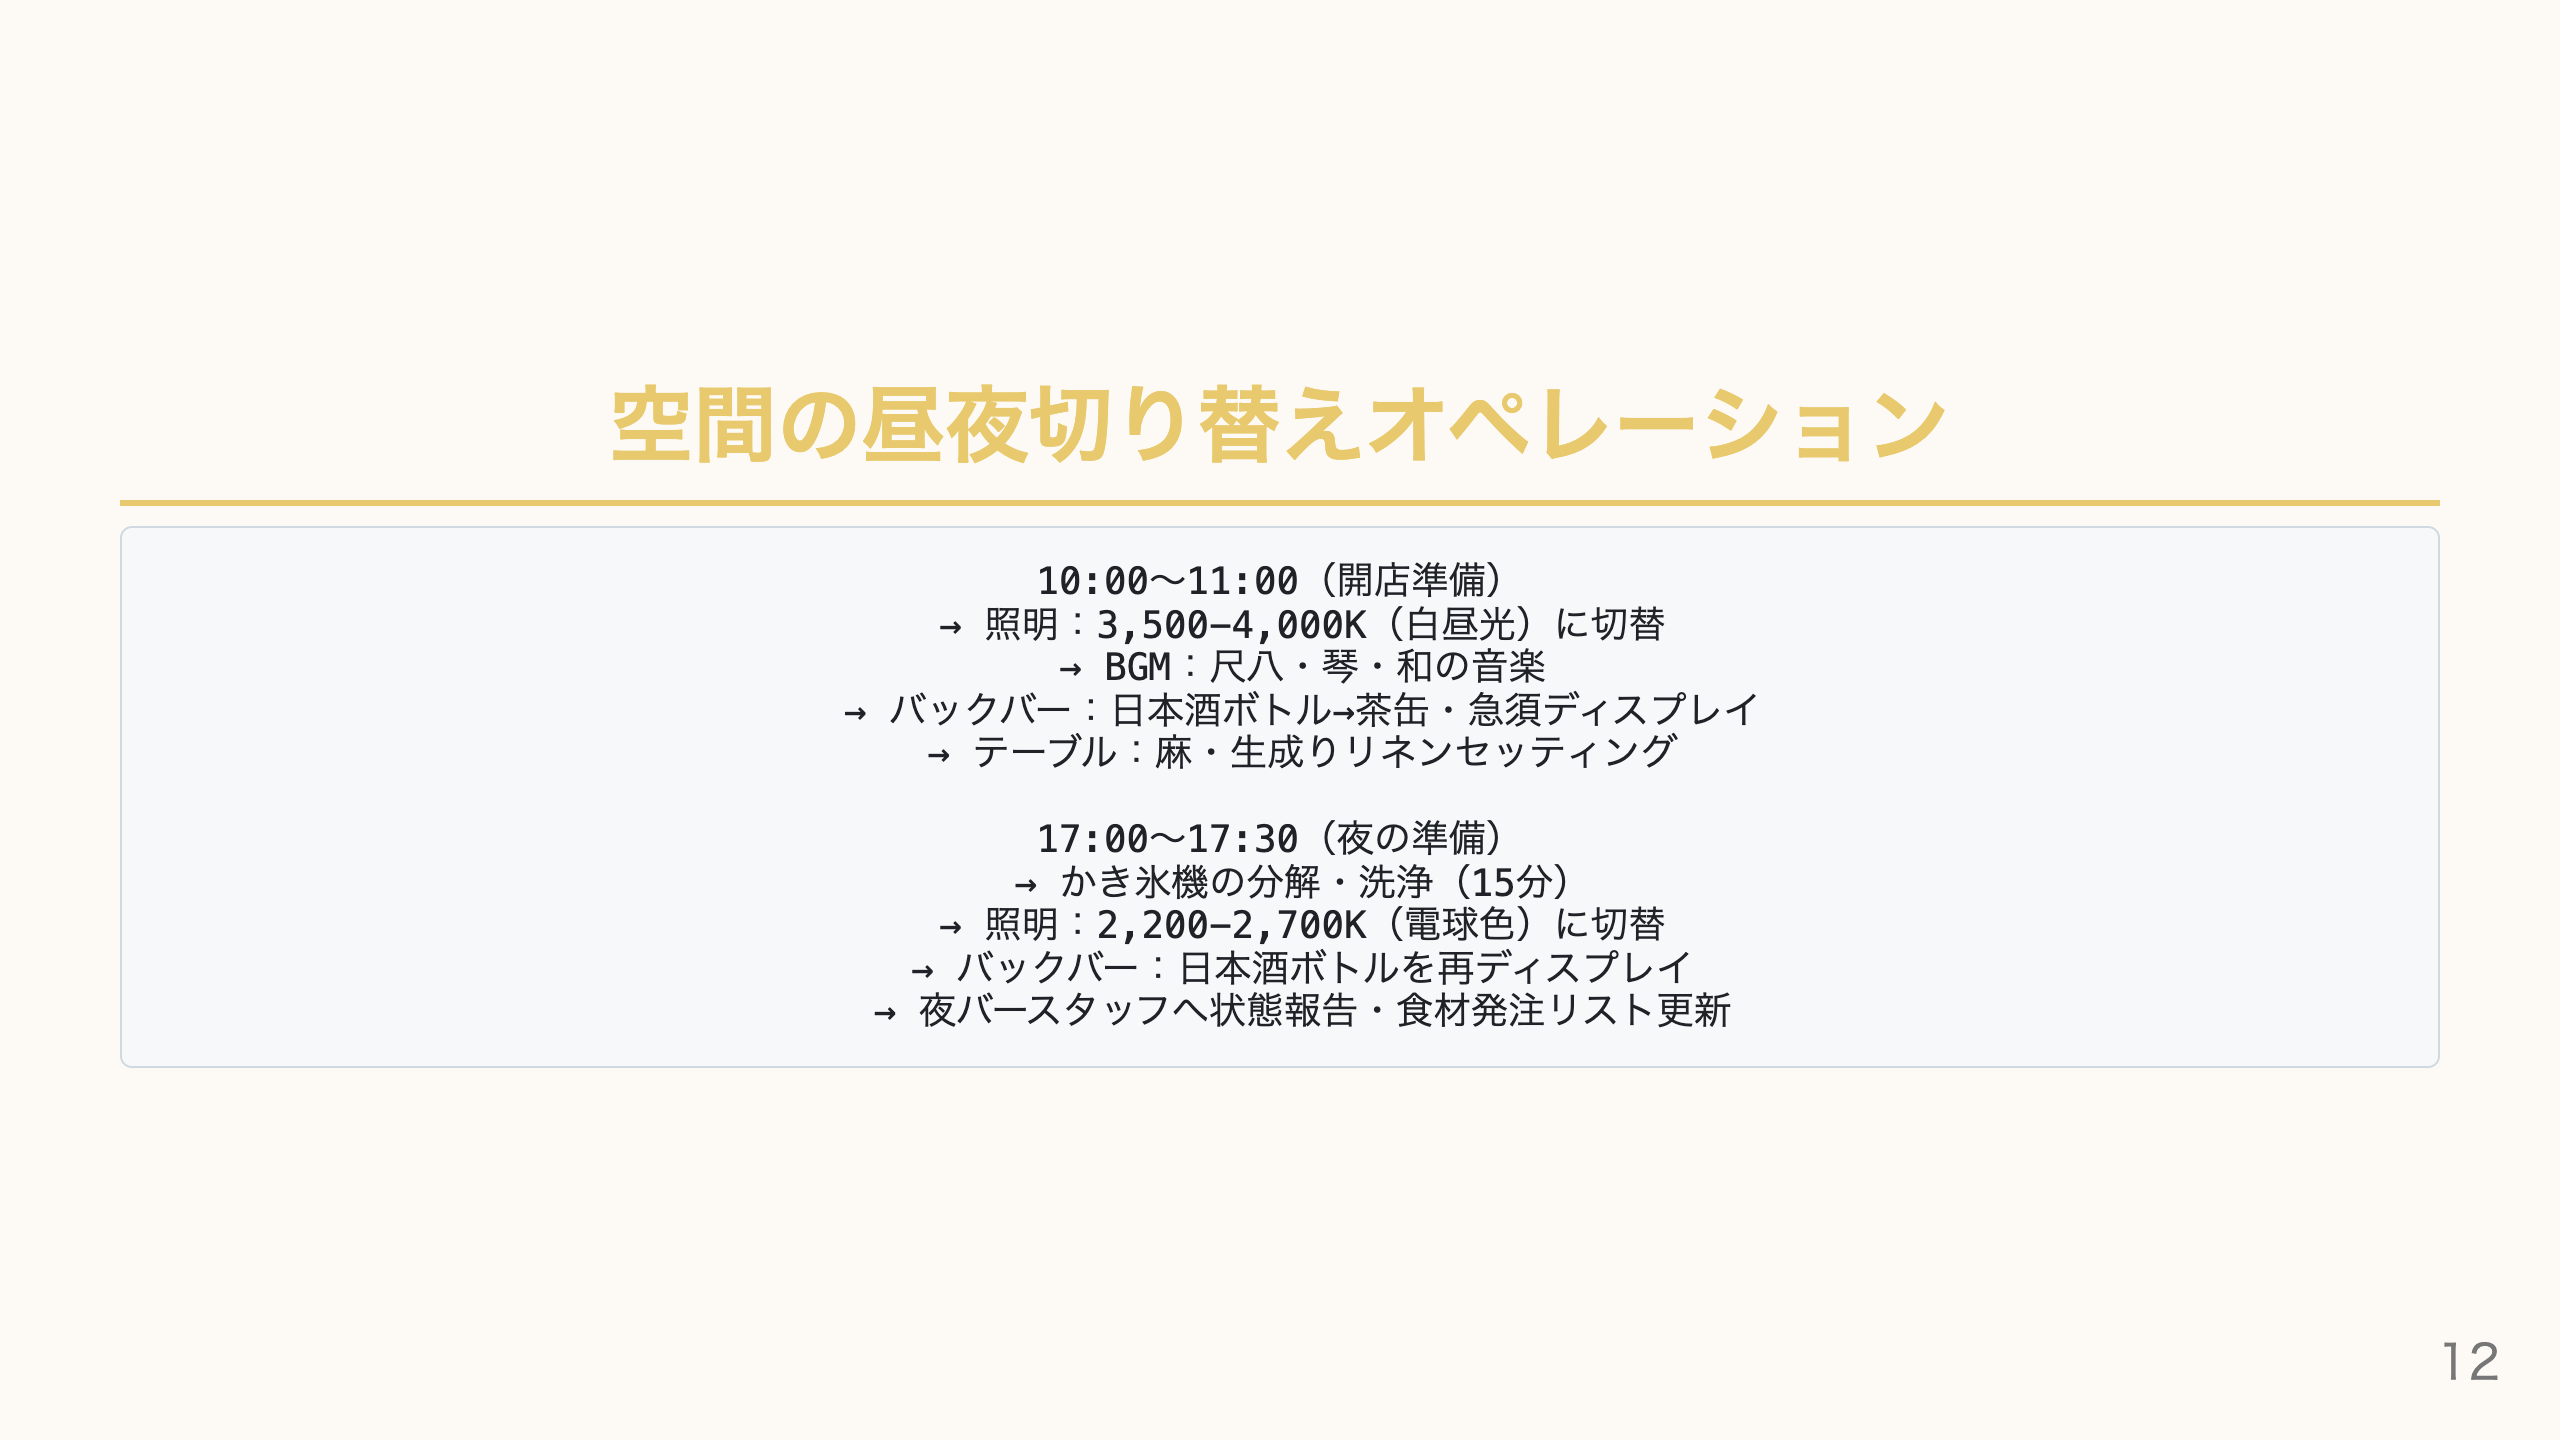 空間の昼夜切り替えオペレーション
10:00〜11:00（開店準備）
→ 照明：3,500-4,000K（白昼光）に切替
→ BGM：尺八・琴・和の音楽
→ バックバー：日本酒ボトル→茶缶・急須ディスプレイ
→ テーブル：麻・生成りリネンセッティング
17:00〜17:30（夜の準備）
→ かき氷機の分解・洗浄（15分）
→ 照明：2,200-2,700K（電球色）に切替
→ バックバー：日本酒ボトルを再ディスプレイ
→ 夜バースタッフへ状態報告・食材発注リスト更新
12